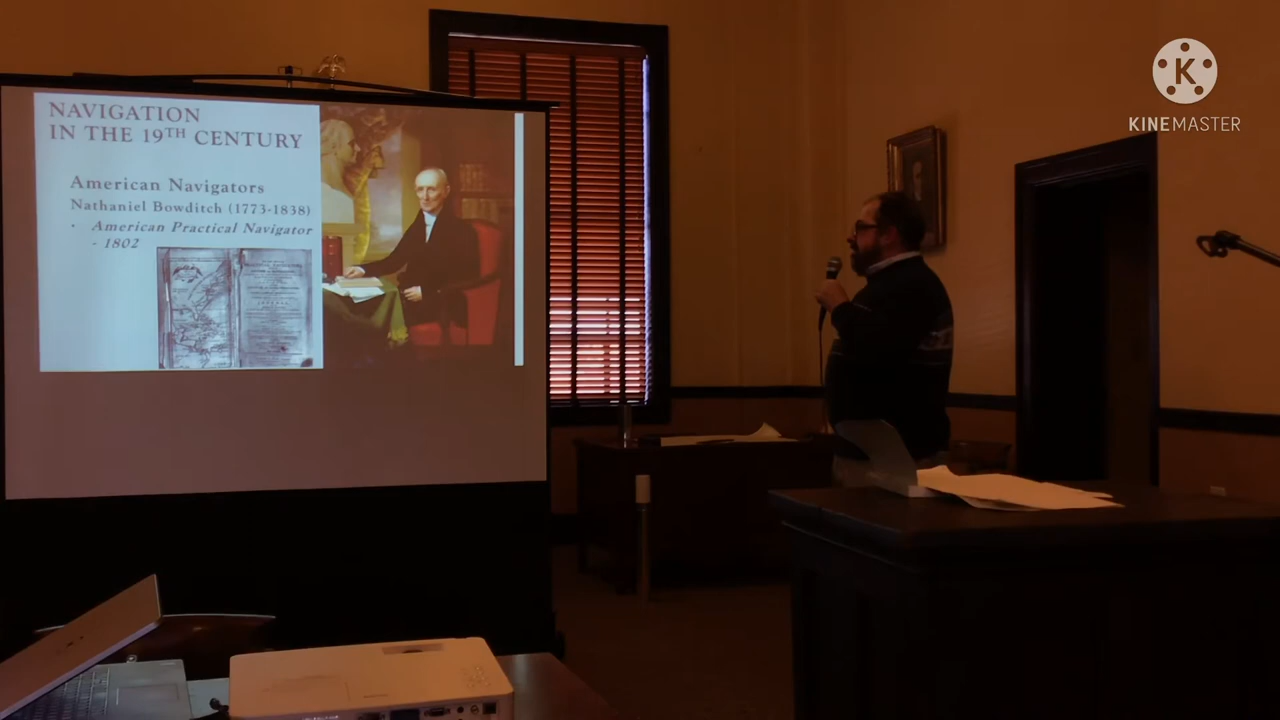 NAVIGATION
IN THE 19TH CENTURY
American Navigators
Nathaniel Bowditch (1773-1838)
· American Practical Navigator
- 1802
K
KINEMASTER